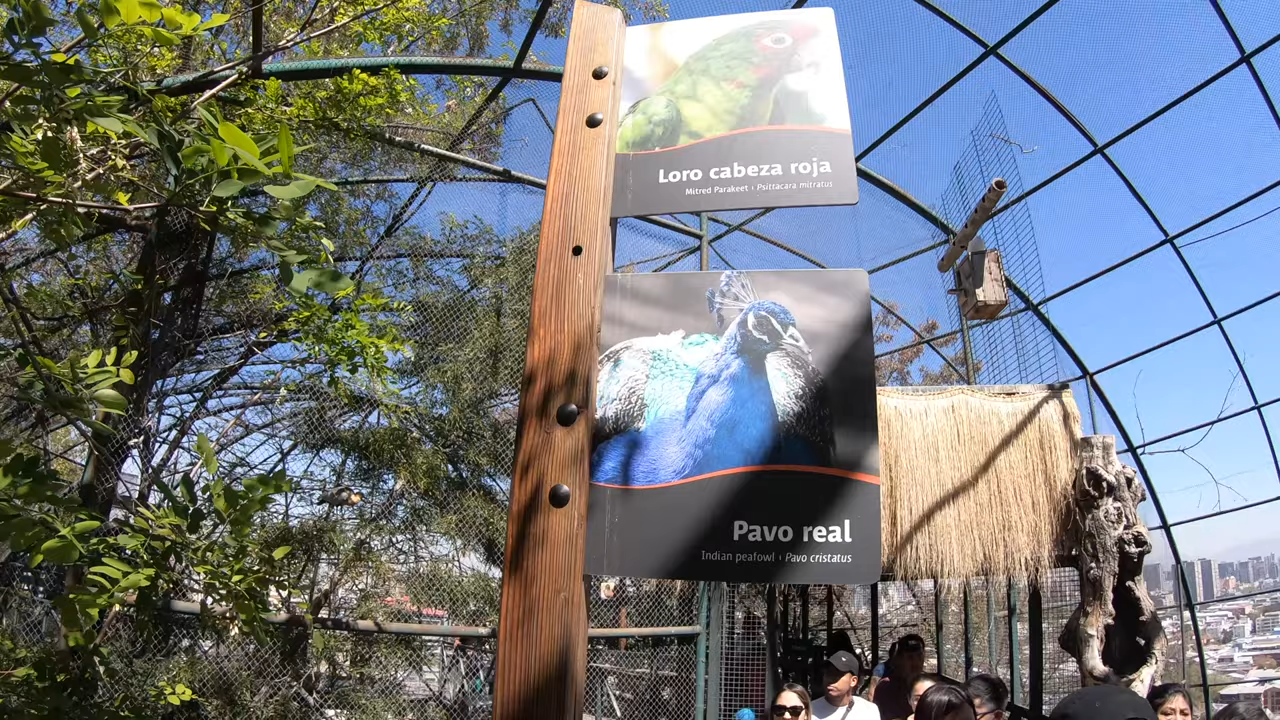 Loro cabeza roja
Mitred Parakeet ‹ Psittacara mitratus
Pavo real
Indian peafowl ‹ Pavo cristatus